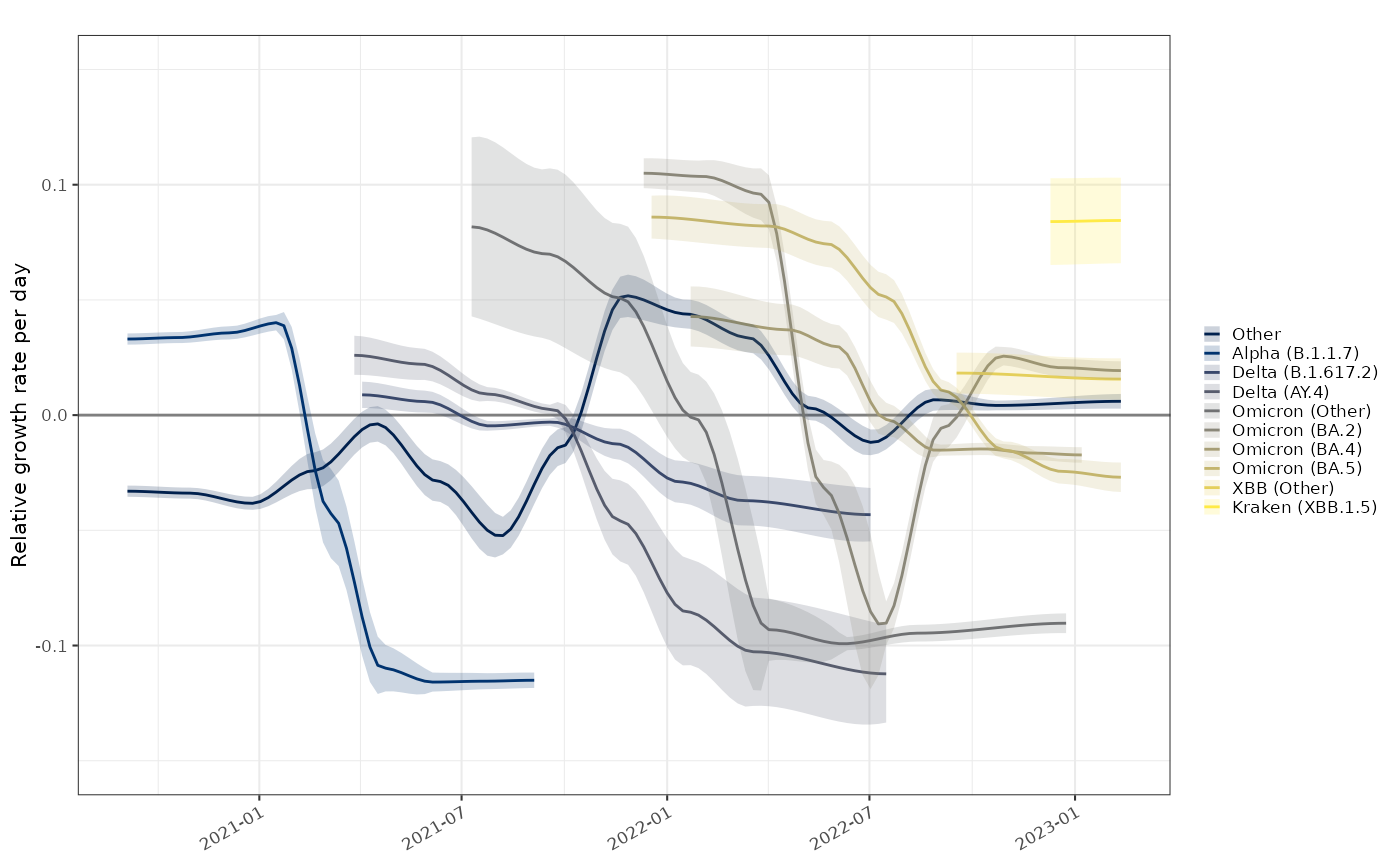 Relative growth rate per day
0.1
0.0
-0.1
2021-01
2021-07
2022-01
2022-07
2023-01
Other
Alpha (B.1.1.7)
Delta (B.1.617.2)
Delta (AY.4)
Omicron (Other)
Omicron (BA.2)
Omicron (BA.4)
Omicron (BA.5)
XBB (Other)
Kraken (XBB.1.5)